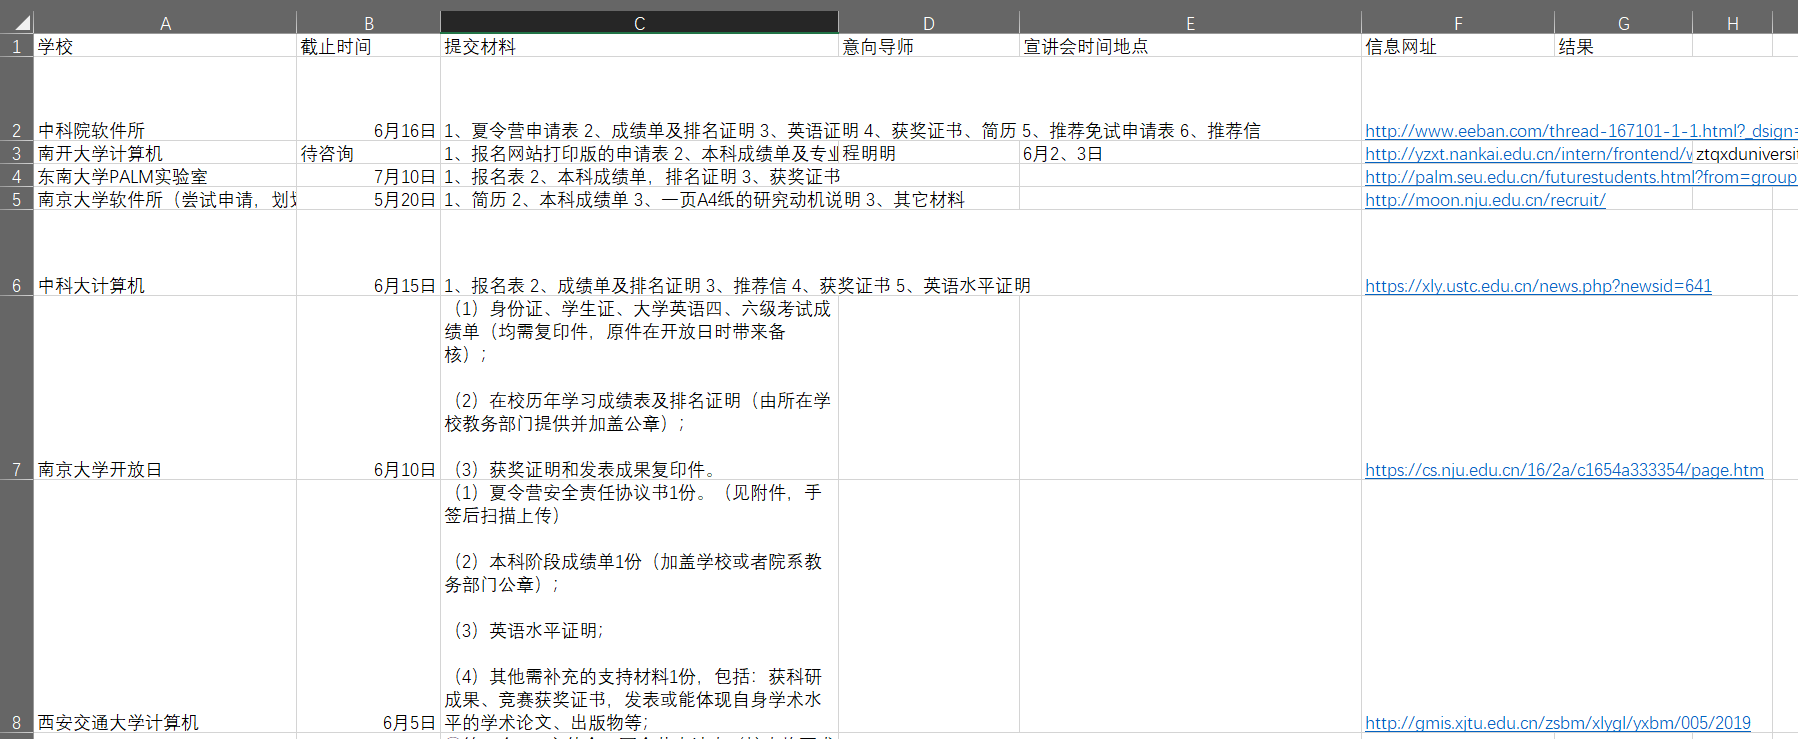 A B C D E F G H
1 学校 截止时间 提交材料 意向导师 宣讲会时间地点 信息网址 结果
2 中科院软件所 6月16日 1、夏令营申请表 2、成绩单及排名证明 3、英语证明 4、获奖证书、简历 5、推荐免试申请表 6、推荐信 http://www.eeban.com/thread-167101-1-1.html?_dsign=
3 南开大学计算机 待咨询 1、报名网站打印版的申请表 2、本科成绩单及专业 程明明 6月2、3日 http://yzxt.nankai.edu.cn/intern/frontend/v ztqxduniversit
4 东南大学PALM实验室 7月10日 1、报名表 2、本科成绩单，排名证明 3、获奖证书 http://palm.seu.edu.cn/futurestudents.html?from=group
5 南京大学软件所（尝试申请，划 5月20日 1、简历 2、本科成绩单 3、一页A4纸的研究动机说明 3、其它材料 http://moon.nju.edu.cn/recruit/
6 中科大计算机 6月15日 1、报名表 2、成绩单及排名证明 3、推荐信 4、获奖证书 5、英语水平证明 https://xly.ustc.edu.cn/news.php?newsid=641
（1）身份证、学生证、大学英语四、六级考试成
绩单（均需复印件，原件在开放日时带来备
核）；
（2）在校历年学习成绩表及排名证明（由所在学
校教务部门提供并加盖公章）；
7 南京大学开放日 6月10日 （3）获奖证明和发表成果复印件。 https://cs.nju.edu.cn/16/2a/c1654a333354/page.htm
（1）夏令营安全责任协议书1份。（见附件，手
签后扫描上传）
（2）本科阶段成绩单1份（加盖学校或者院系教
务部门公章）；
（3）英语水平证明；
（4）其他需补充的支持材料1份，包括：获科研
成果、竞赛获奖证书，发表或能体现自身学术水
8 西安交通大学计算机 6月5日 平的学术论文、出版物等； http://gmis.xjtu.edu.cn/zsbm/xlygl/yxbm/005/2019